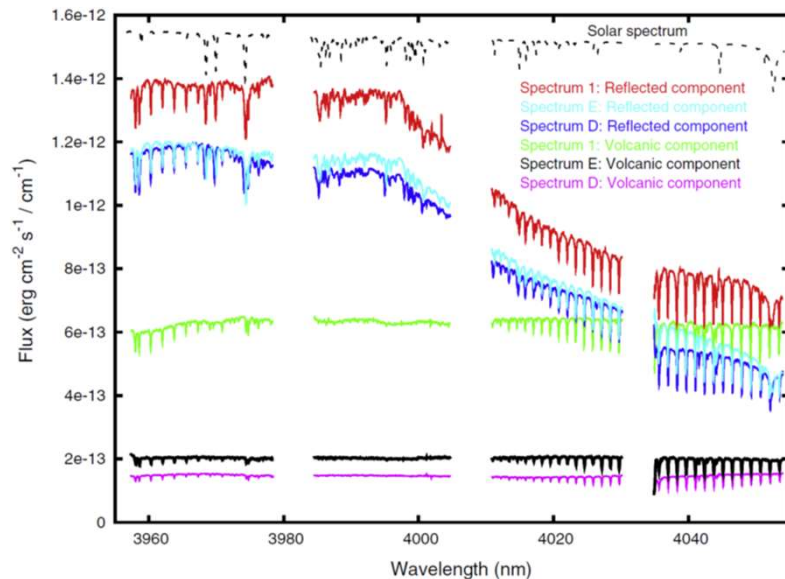 1.6e-12
Solar spectrum
1.4e-12
Spectrum 1: Reflected component
Spectrum E: Reflected component
Spectrum D: Reflected component
1.2e-12
Spectrum 1: Volcanic component
Spectrum E: Volcanic component
Spectrum D: Volcanic component
1e-12
8e-13
6e-13
4e-13
2e-13
0
Flux (erg cm-2 s-1 / cm-1)
3960 3980 4000 4020 4040
Wavelength (nm)